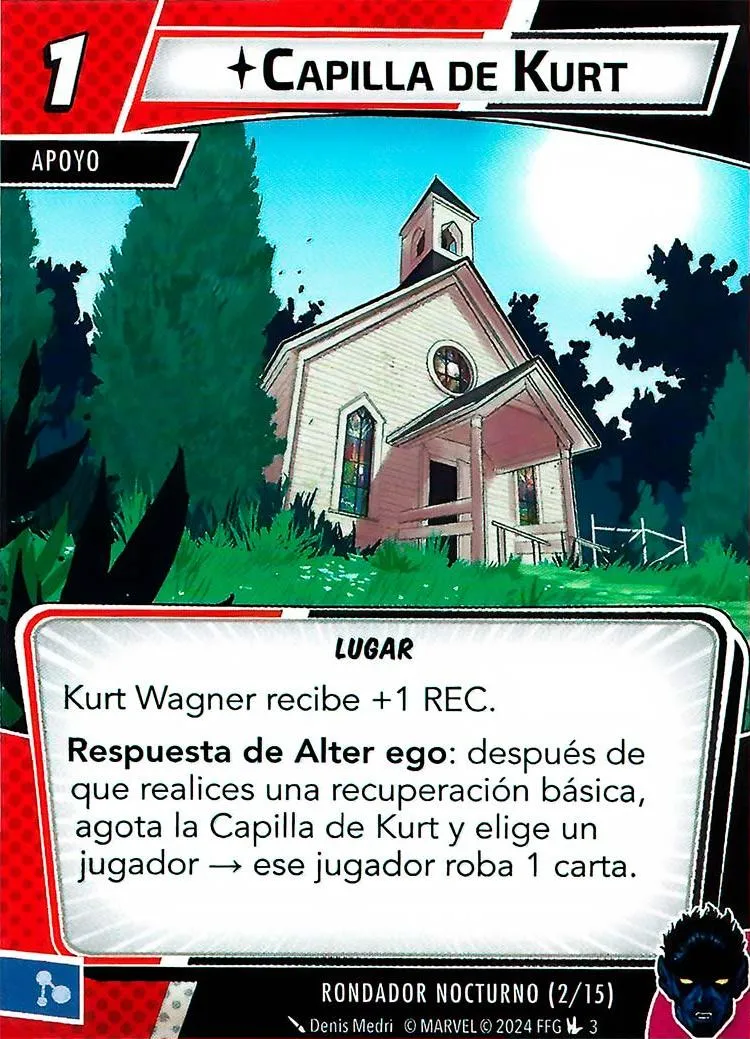 1
CAPILLA DE KURT
APOYO
LUGAR
Kurt Wagner recibe +1 REC.
Respuesta de Alter ego: después de
que realices una recuperación básica,
agota la Capilla de Kurt y elige un
jugador → ese jugador roba 1 carta.
RONDADOR NOCTURNO (2/15)
Denis Medri © MARVEL © 2024 FFG 3